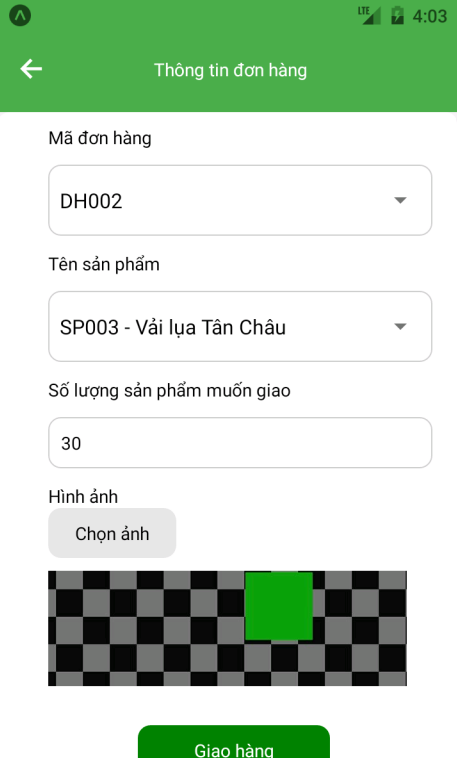 LTE 4:03
Thông tin đơn hàng
Mã đơn hàng
DH002
Tên sản phẩm
SP003 - Vải lụa Tân Châu
Số lượng sản phẩm muốn giao
30
Hình ảnh
Chọn ảnh
Giao hàng